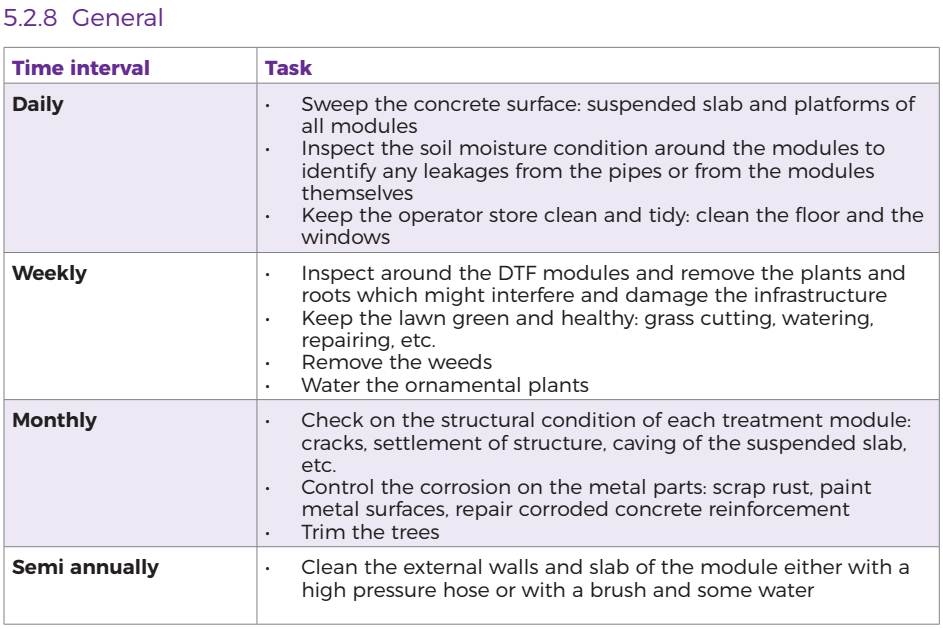 5.2.8 General
Time interval
Task
Daily
• Sweep the concrete surface: suspended slab and platforms of
all modules
• Inspect the soil moisture condition around the modules to
identify any leakages from the pipes or from the modules
themselves
• Keep the operator store clean and tidy: clean the floor and the
windows
Weekly
• Inspect around the DTF modules and remove the plants and
roots which might interfere and damage the infrastructure
• Keep the lawn green and healthy: grass cutting, watering,
repairing, etc.
• Remove the weeds
• Water the ornamental plants
Monthly
• Check on the structural condition of each treatment module:
cracks, settlement of structure, caving of the suspended slab,
etc.
• Control the corrosion on the metal parts: scrap rust, paint
metal surfaces, repair corroded concrete reinforcement
• Trim the trees
Semi annually
• Clean the external walls and slab of the module either with a
high pressure hose or with a brush and some water